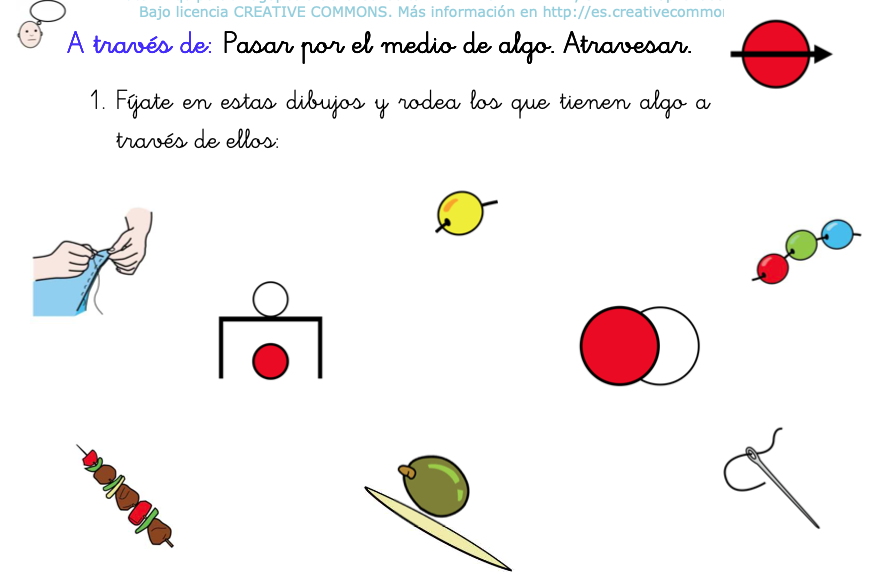 Bajo licencia CREATIVE COMMONS. Más información en http://es.creativecommo
A través de: Pasar por el medio de algo. Atravesar.
1. Fíjate en estas dibujos y rodea los que tienen algo a
través de ellos: